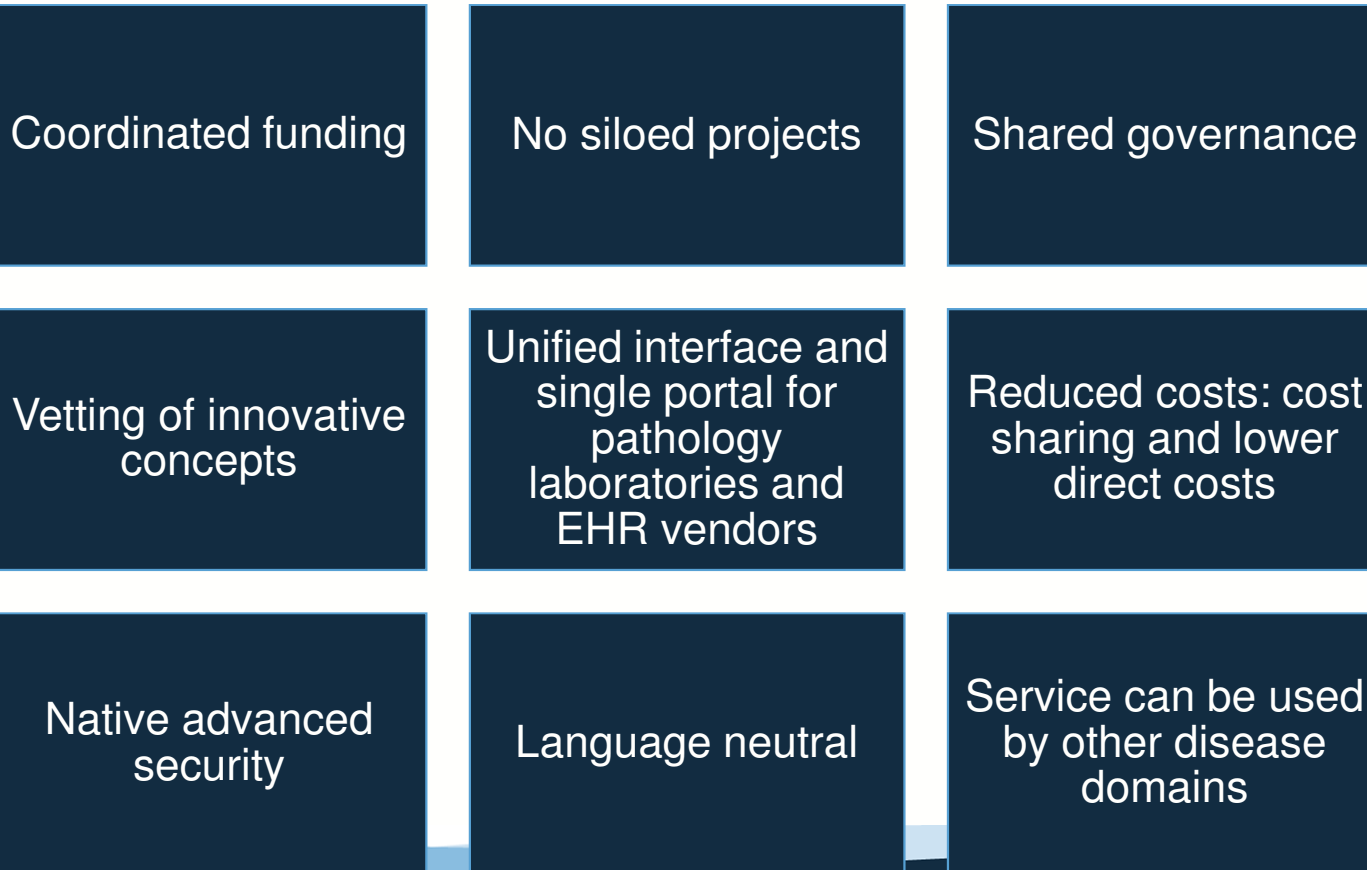 Coordinated funding
No siloed projects
Shared governance
Vetting of innovative
concepts
Unified interface and
single portal for
pathology
laboratories and
EHR vendors
Reduced costs: cost
sharing and lower
direct costs
Native advanced
security
Language neutral
Service can be used
by other disease
domains